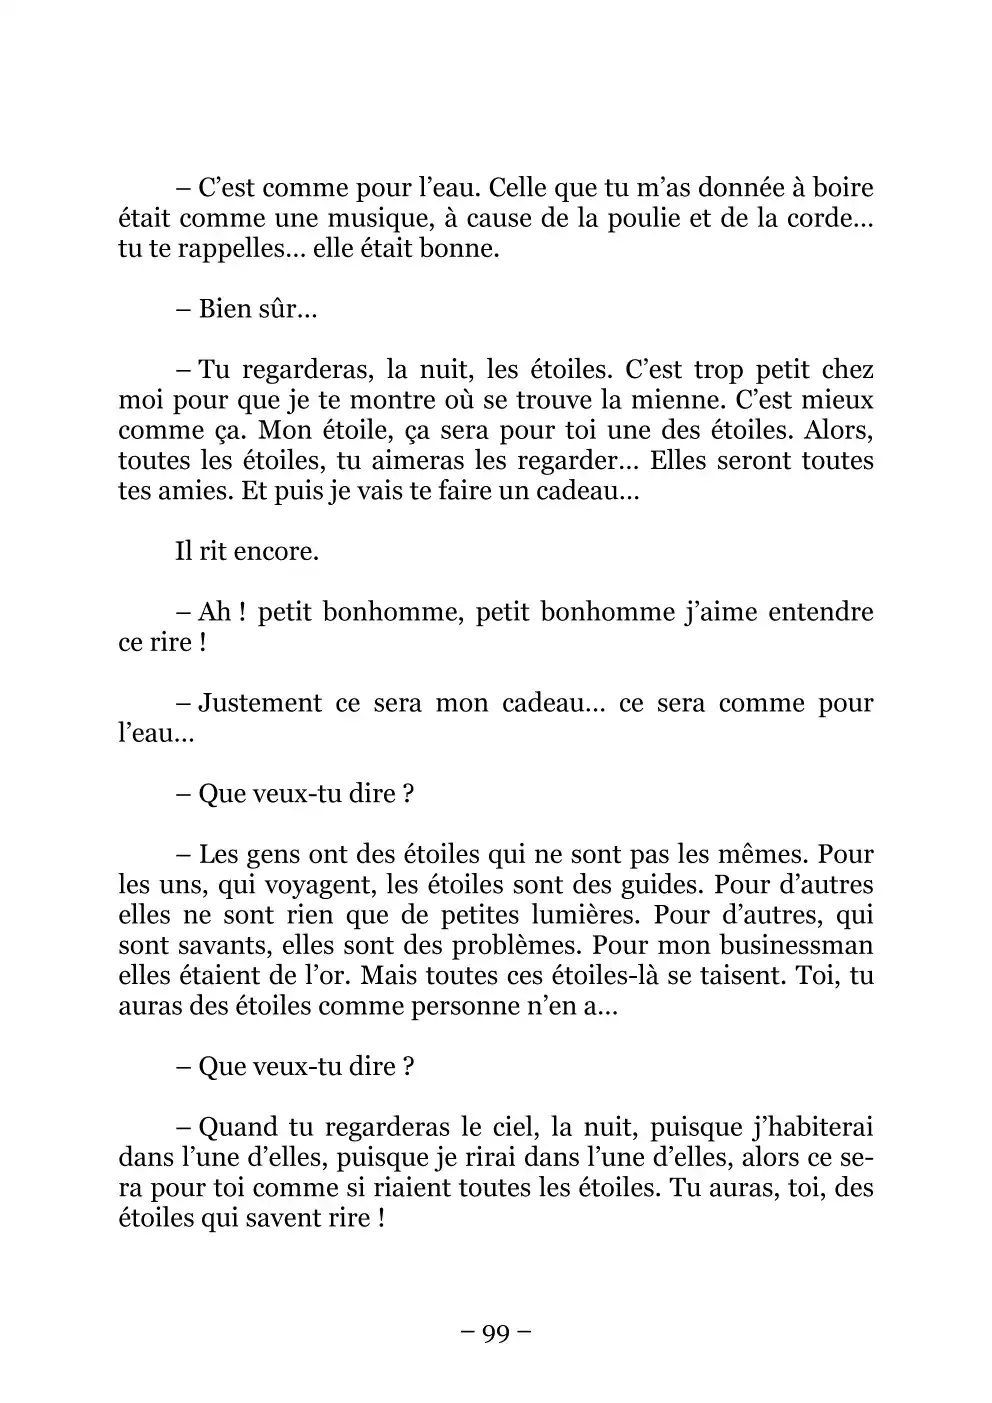 – C’est comme pour l’eau. Celle que tu m’as donnée à boire
était comme une musique, à cause de la poulie et de la corde…
tu te rappelles… elle était bonne.
– Bien sûr…
– Tu regarderas, la nuit, les étoiles. C’est trop petit chez
moi pour que je te montre où se trouve la mienne. C’est mieux
comme ça. Mon étoile, ça sera pour toi une des étoiles. Alors,
toutes les étoiles, tu aimeras les regarder… Elles seront toutes
tes amies. Et puis je vais te faire un cadeau…
Il rit encore.
– Ah ! petit bonhomme, petit bonhomme j’aime entendre
ce rire !
– Justement ce sera mon cadeau… ce sera comme pour
l’eau…
– Que veux-tu dire ?
– Les gens ont des étoiles qui ne sont pas les mêmes. Pour
les uns, qui voyagent, les étoiles sont des guides. Pour d’autres
elles ne sont rien que de petites lumières. Pour d’autres, qui
sont savants, elles sont des problèmes. Pour mon businessman
elles étaient de l’or. Mais toutes ces étoiles-là se taisent. Toi, tu
auras des étoiles comme personne n’en a…
– Que veux-tu dire ?
– Quand tu regarderas le ciel, la nuit, puisque j’habiterai
dans l’une d’elles, puisque je rirai dans l’une d’elles, alors ce se-
ra pour toi comme si riaient toutes les étoiles. Tu auras, toi, des
étoiles qui savent rire !
– 99 –